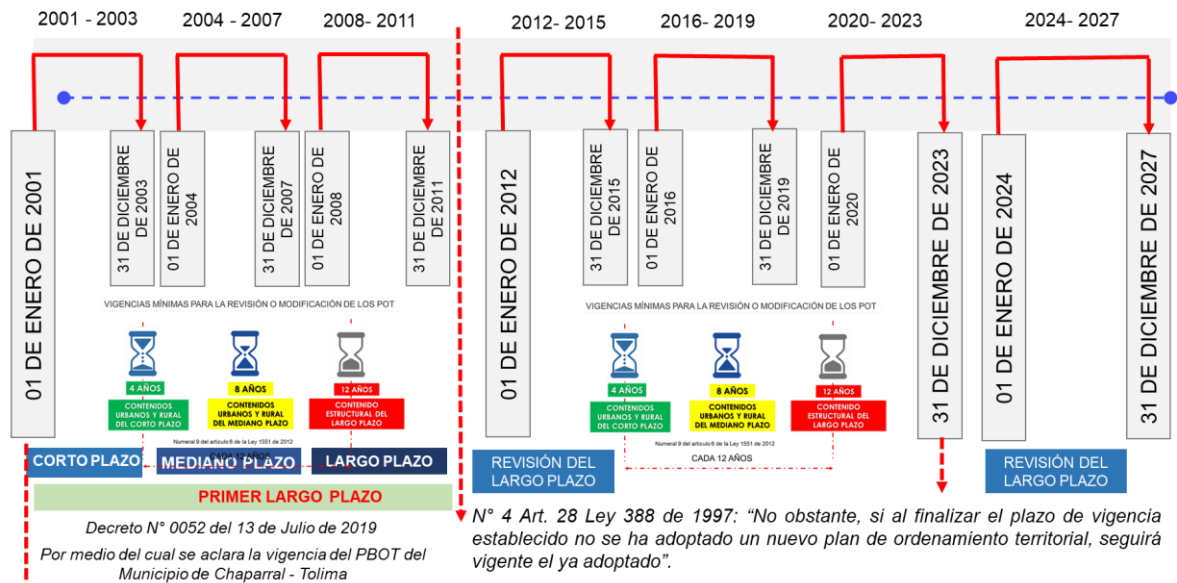 2001 - 2003
2004 - 2007
2008 - 2011
2012- 2015
2016- 2019
2020- 2023
2024- 2027
01 DE ENERO DE 2001
31 DE DICIEMBRE
DE 2003
01 DE ENERO DE
2004
31 DE DICIEMBRE
DE 2007
01 DE ENERO DE
2008
31 DE DICIEMBRE
DE 2011
01 DE ENERO DE 2012
31 DE DICIEMBRE
DE 2015
01 DE ENERO DE
2016
31 DE DICIEMBRE
DE 2019
01 DE ENERO DE
2020
31 DE DICIEMBRE DE 2023
01 DE ENERO DE 2024
31 DE DICIEMBRE DE 2027
VIGENCIAS MÍNIMAS PARA LA REVISIÓN O MODIFICACIÓN DE LOS POT
4 AÑOS
CONTENIDOS
URBANOS Y RURAL
DEL CORTO PLAZO
8 AÑOS
CONTENIDOS
URBANOS Y RURAL
DEL MEDIANO PLAZO
12 AÑOS
CONTENIDO
ESTRUCTURAL DEL
LARGO PLAZO
Numeral 9 del articulo 6 de la Ley 1551 de 2012
CADA 12 AÑOS
CORTO PLAZO
MEDIANO PLAZO
LARGO PLAZO
PRIMER LARGO PLAZO
Decreto N° 0052 del 13 de Julio de 2019
Por medio del cual se aclara la vigencia del PBOT del
Municipio de Chaparral - Tolima
VIGENCIAS MÍNIMAS PARA LA REVISIÓN O MODIFICACIÓN DE LOS POT
4 AÑOS
CONTENIDOS
URBANOS Y RURAL
DEL CORTO PLAZO
8 AÑOS
CONTENIDOS
URBANOS Y RURAL
DEL MEDIANO PLAZO
12 AÑOS
CONTENIDO
ESTRUCTURAL DEL
LARGO PLAZO
Numeral 9 del articulo 6 de la Ley 1551 de 2012
CADA 12 AÑOS
REVISIÓN DEL
LARGO PLAZO
REVISIÓN DEL
LARGO PLAZO
N° 4 Art. 28 Ley 388 de 1997: “No obstante, si al finalizar el plazo de vigencia
establecido no se ha adoptado un nuevo plan de ordenamiento territorial, seguirá
vigente el ya adoptado”.